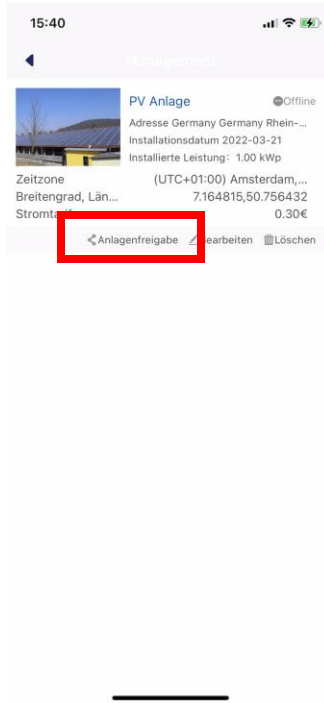 15:40
Management
PV Anlage
Offline
Adresse Germany Germany Rhein-...
Installationsdatum 2022-03-21
Installierte Leistung: 1.00 kWp
Zeitzone (UTC+01:00) Amsterdam,...
Breitengrad, Län... 7.164815,50.756432
0.30€
Anlagenfreigabe Löschen